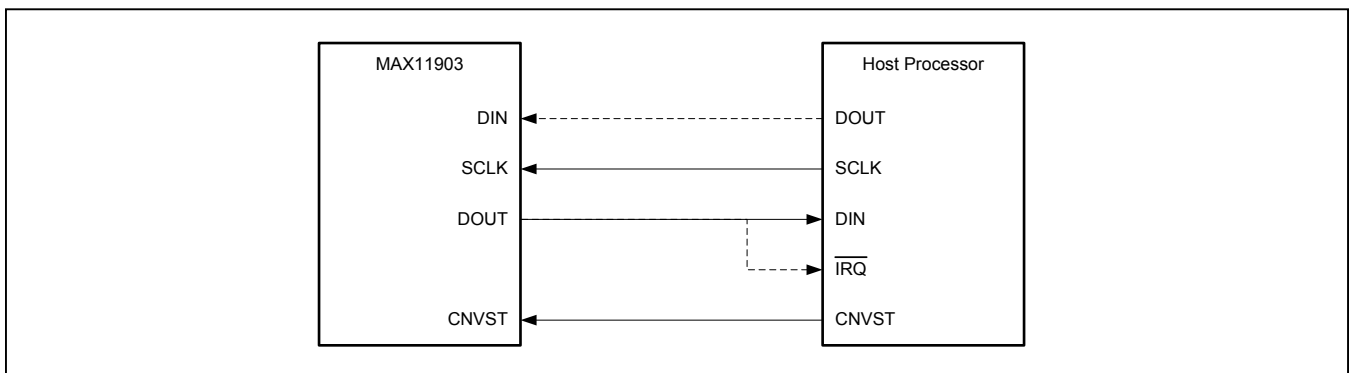 MAX11903 Host Processor
DIN DOUT
SCLK SCLK
DOUT DIN
IRQ
CNVST CNVST